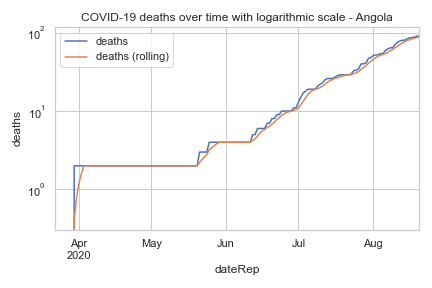 COVID-19 deaths over time with logarithmic scale - Angola
deaths
deaths (rolling)
10²
10¹
10⁰
deaths
Apr
2020
May
Jun
Jul
Aug
dateRep